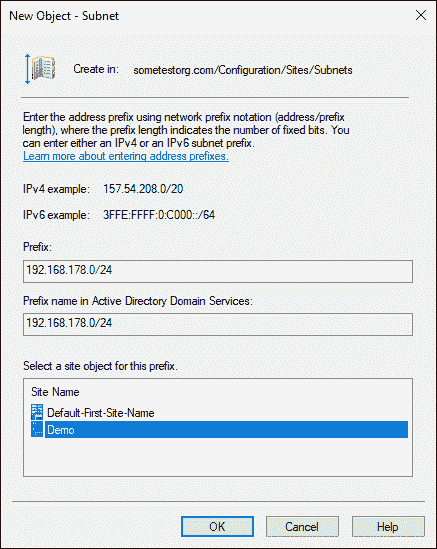 New Object - Subnet
Create in: sometestorg.com/Configuration/Sites/Subnets
Enter the address prefix using network prefix notation (address/prefix
length), where the prefix length indicates the number of fixed bits. You
can enter either an IPv4 or an IPv6 subnet prefix.
Learn more about entering address prefixes.
IPv4 example: 157.54.208.0/20
IPv6 example: 3FFE:FFFF:0:C000::/64
Prefix:
192.168.178.0/24
Prefix name in Active Directory Domain Services:
192.168.178.0/24
Select a site object for this prefix.
Site Name
Default-First-Site-Name
Demo
OK Cancel Help